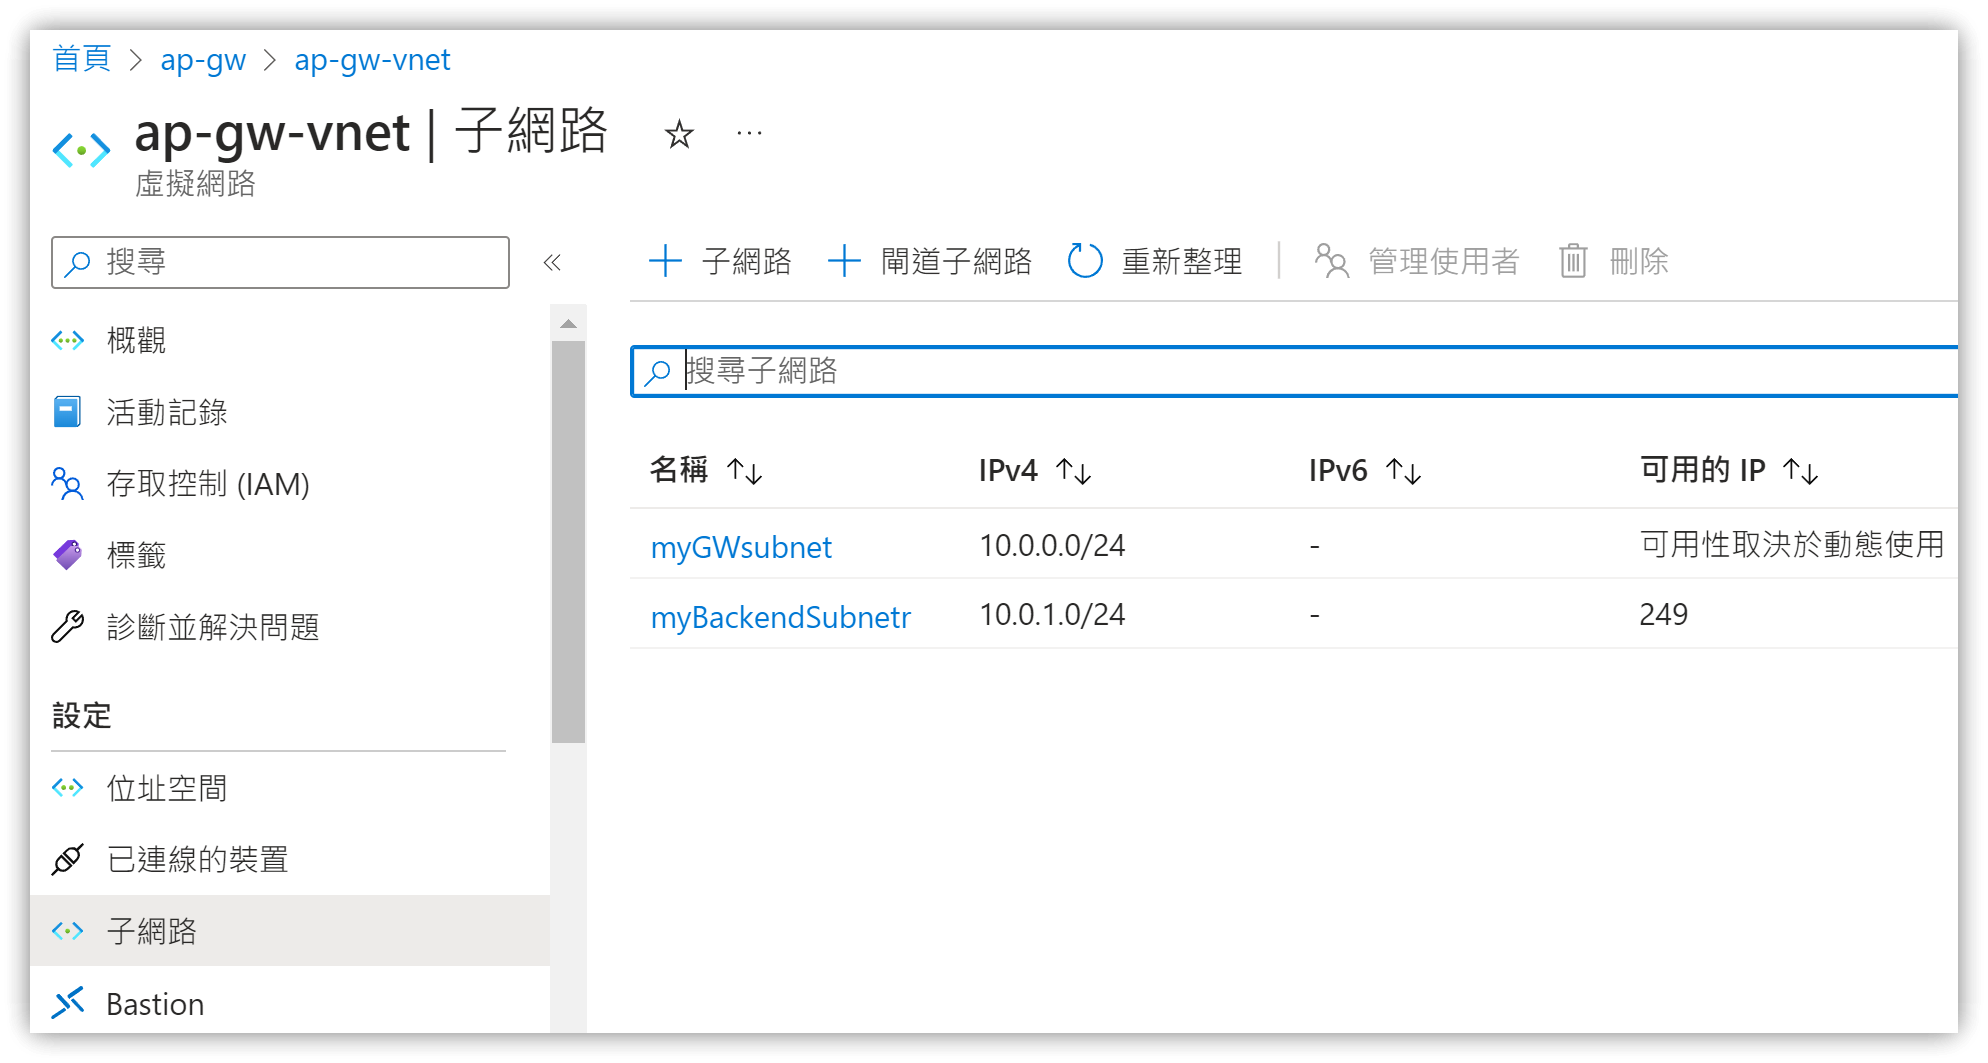 首頁 > ap-gw > ap-gw-vnet
ap-gw-vnet | 子網路
虛擬網路
搜尋
概觀
活動記錄
存取控制 (IAM)
標籤
診斷並解決問題
設定
位址空間
已連線的裝置
子網路
Bastion
子網路 閘道子網路 重新整理 管理使用者 刪除
搜尋子網路
名稱 IPv4 IPv6 可用的 IP
myGWsubnet 10.0.0.0/24 - 可用性取決於動態使用
myBackendSubnetr 10.0.1.0/24 - 249